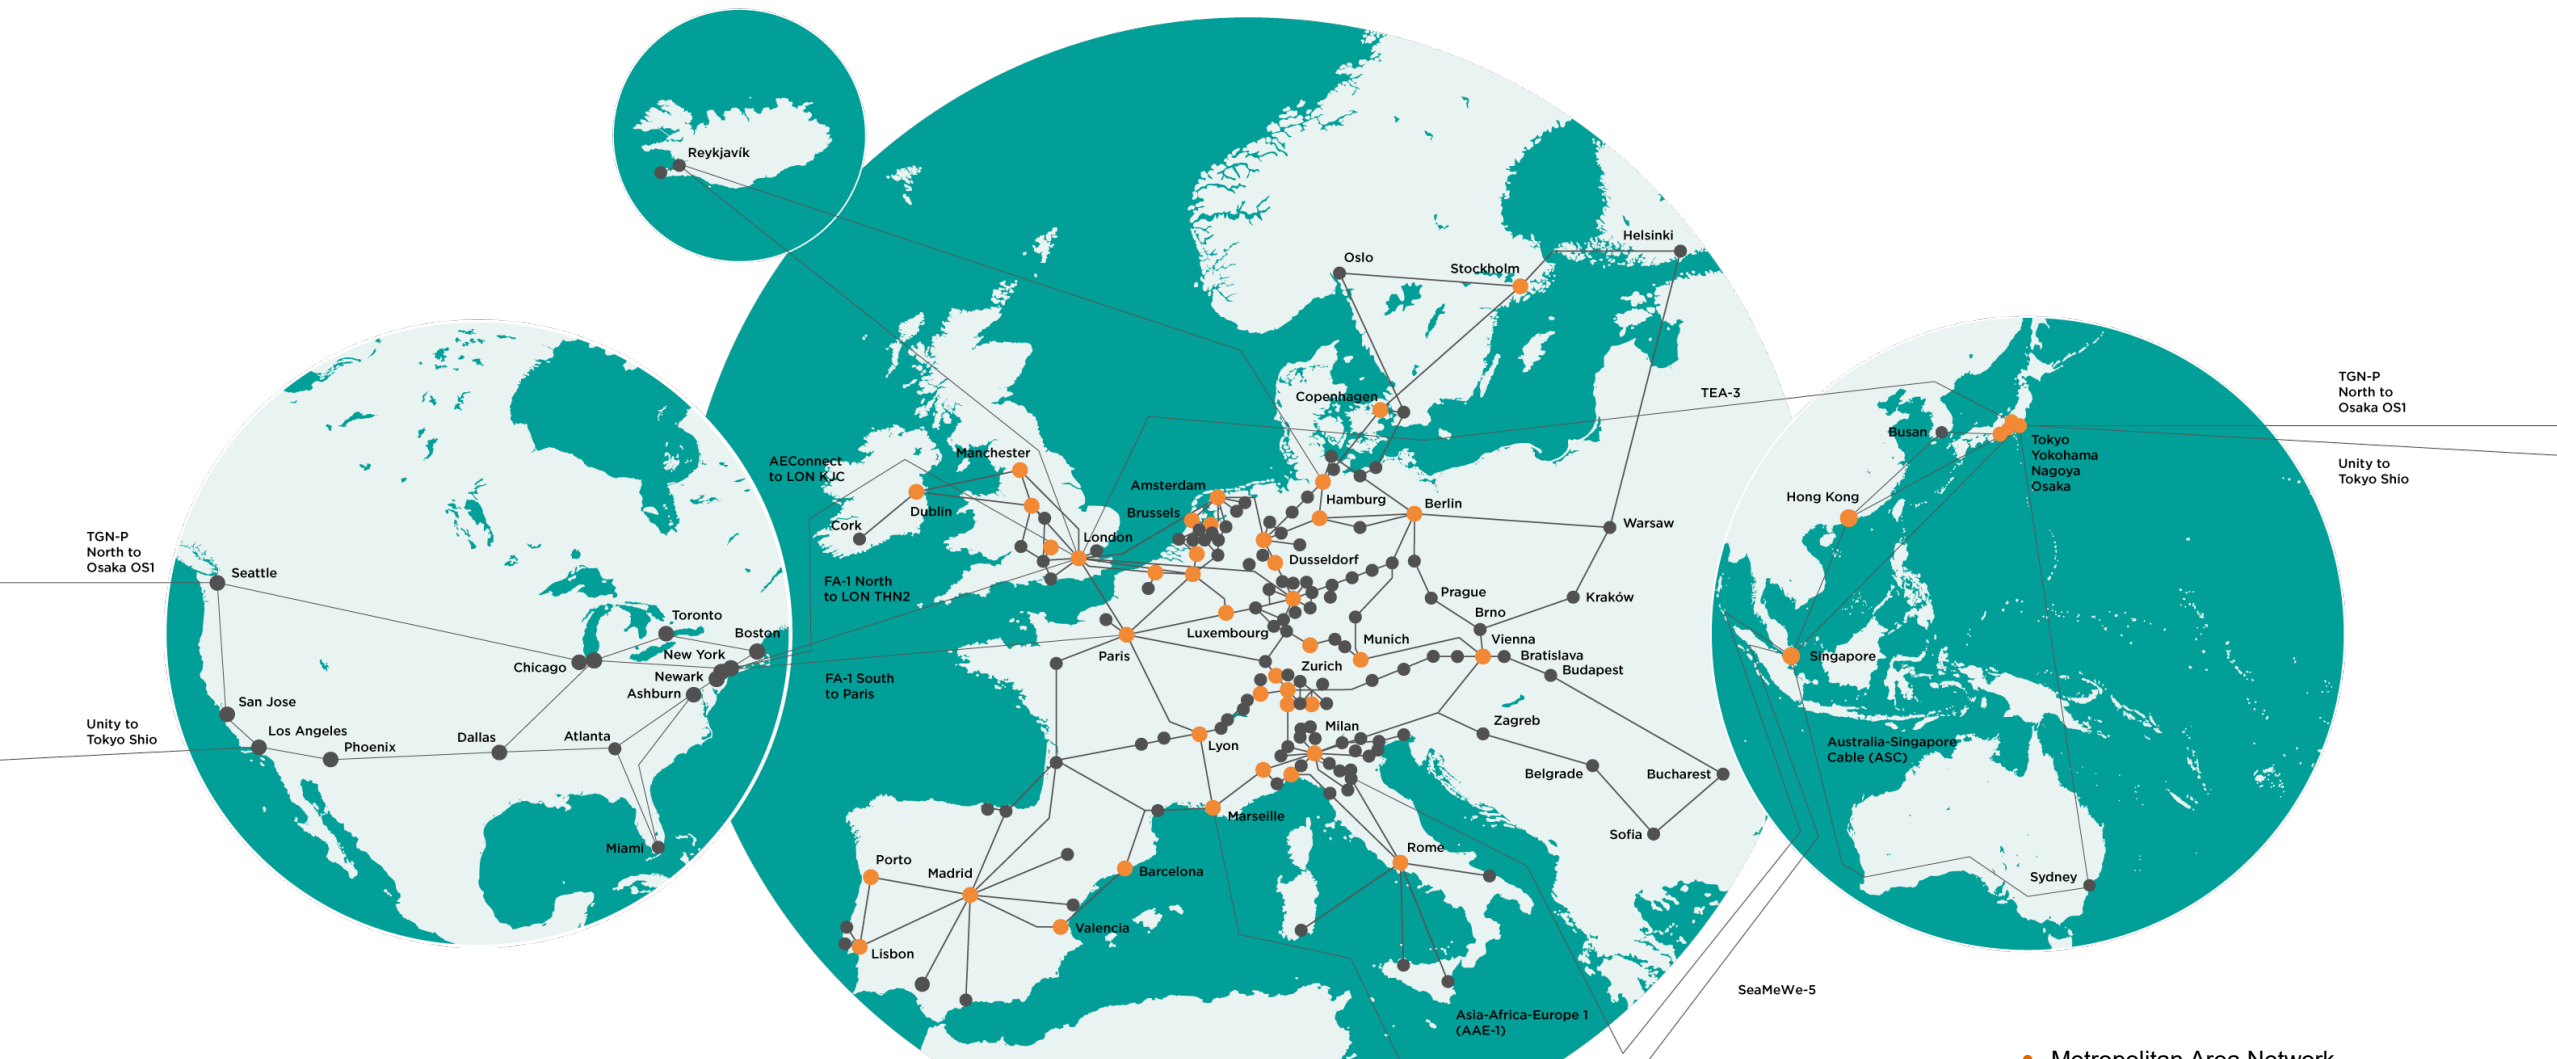 Reykjavík
Helsinki
Oslo
Stockholm
TGN-P
North to
Osaka OS1
TEA-3
Copenhagen
Busan
Tokyo
Yokohama
Nagoya
Osaka
Unity to
Tokyo Shio
AEConnect
to LON KJC
Manchester
Amsterdam
Hamburg
Berlin
Hong Kong
Dublin
Brussels
Cork
Warsaw
London
TGN-P
North to
Osaka OS1
Seattle
Dusseldorf
FA-1 North
to LON THN2
Prague
Kraków
Brno
Toronto
Boston
Luxembourg
Munich
Vienna
New York
Chicago
Paris
Zurich
Bratislava
Budapest
Singapore
Newark
Ashburn
FA-1 South
to Paris
San Jose
Unity to
Tokyo Shio
Los Angeles
Phoenix
Dallas
Atlanta
Lyon
Milan
Zagreb
Australia-Singapore
Cable (ASC)
Belgrade
Bucharest
Marseille
Sofia
Miami
Porto
Madrid
Barcelona
Rome
Sydney
Valencia
Lisbon
SeaMeWe-5
Asia-Africa-Europe 1
(AAE-1)
Metropolitan Area Network